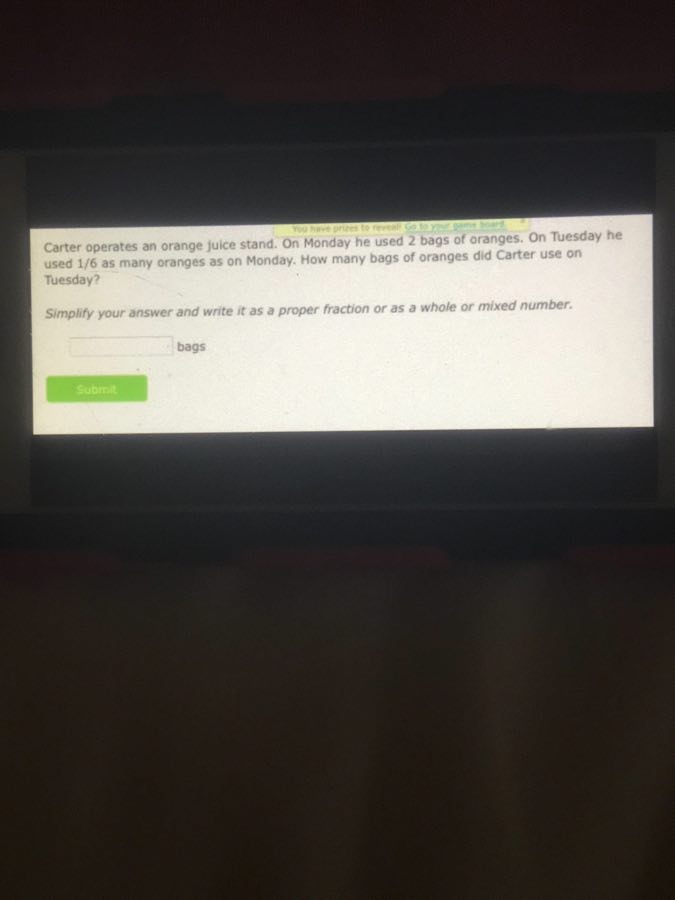 You have prizes to reveal! Go to your game board.
Carter operates an orange juice stand. On Monday he used 2 bags of oranges. On Tuesday he
used 1/6 as many oranges as on Monday. How many bags of oranges did Carter use on
Tuesday?
Simplify your answer and write it as a proper fraction or as a whole or mixed number.
bags
Submit